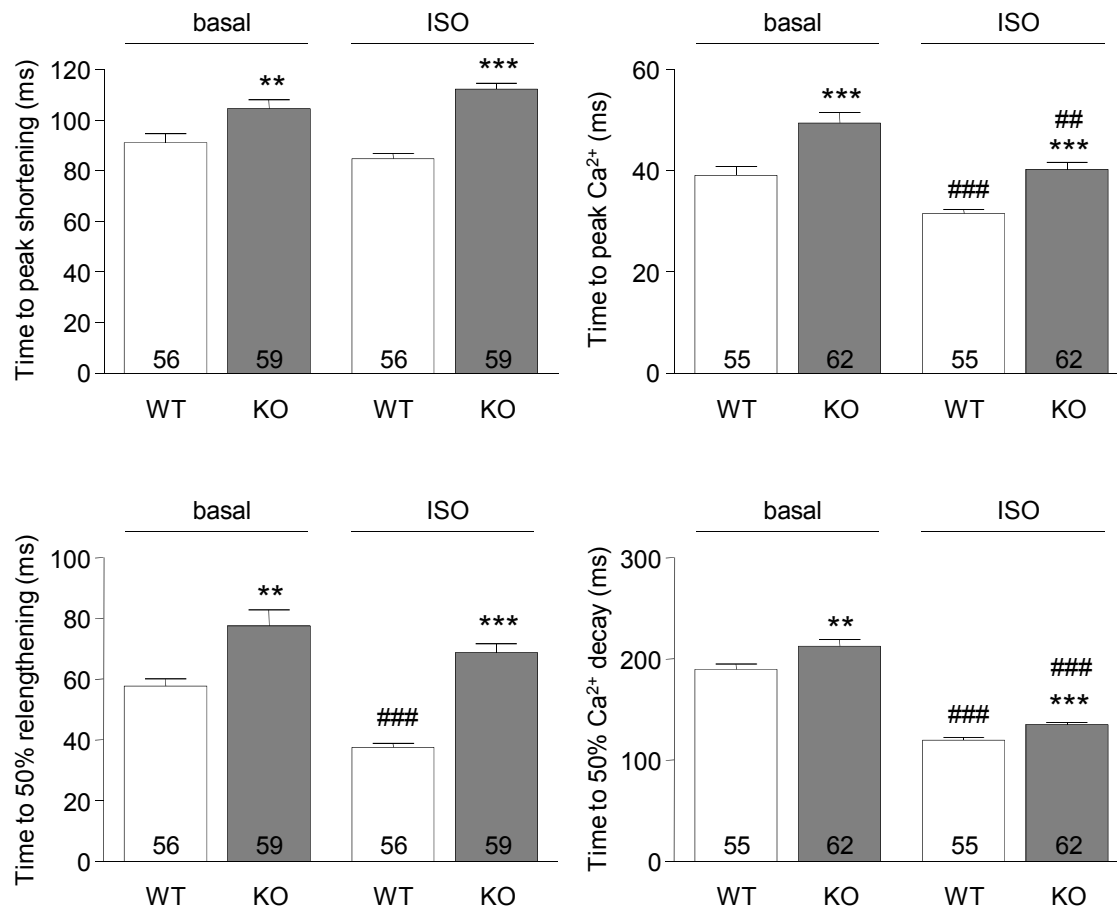 basal ISO
Time to peak shortening (ms)
120
100
80
60
40
20
0
** ***
56 59 56 59
WT KO WT KO
basal ISO
Time to peak Ca²⁺ (ms)
60
40
20
0
***
###
##
***
55 62 55 62
WT KO WT KO
basal ISO
Time to 50% relengthening (ms)
100
80
60
40
20
0
**
###
***
56 59 56 59
WT KO WT KO
basal ISO
Time to 50% Ca²⁺ decay (ms)
300
200
100
0
**
###
###
***
55 62 55 62
WT KO WT KO